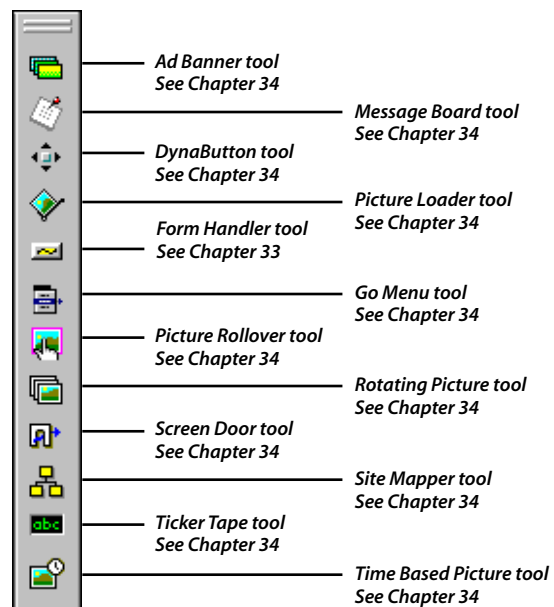 Ad Banner tool
See Chapter 34
Message Board tool
See Chapter 34
DynaButton tool
See Chapter 34
Picture Loader tool
See Chapter 34
Form Handler tool
See Chapter 33
Go Menu tool
See Chapter 34
Picture Rollover tool
See Chapter 34
Rotating Picture tool
See Chapter 34
Screen Door tool
See Chapter 34
Site Mapper tool
See Chapter 34
abc
Ticker Tape tool
See Chapter 34
Time Based Picture tool
See Chapter 34